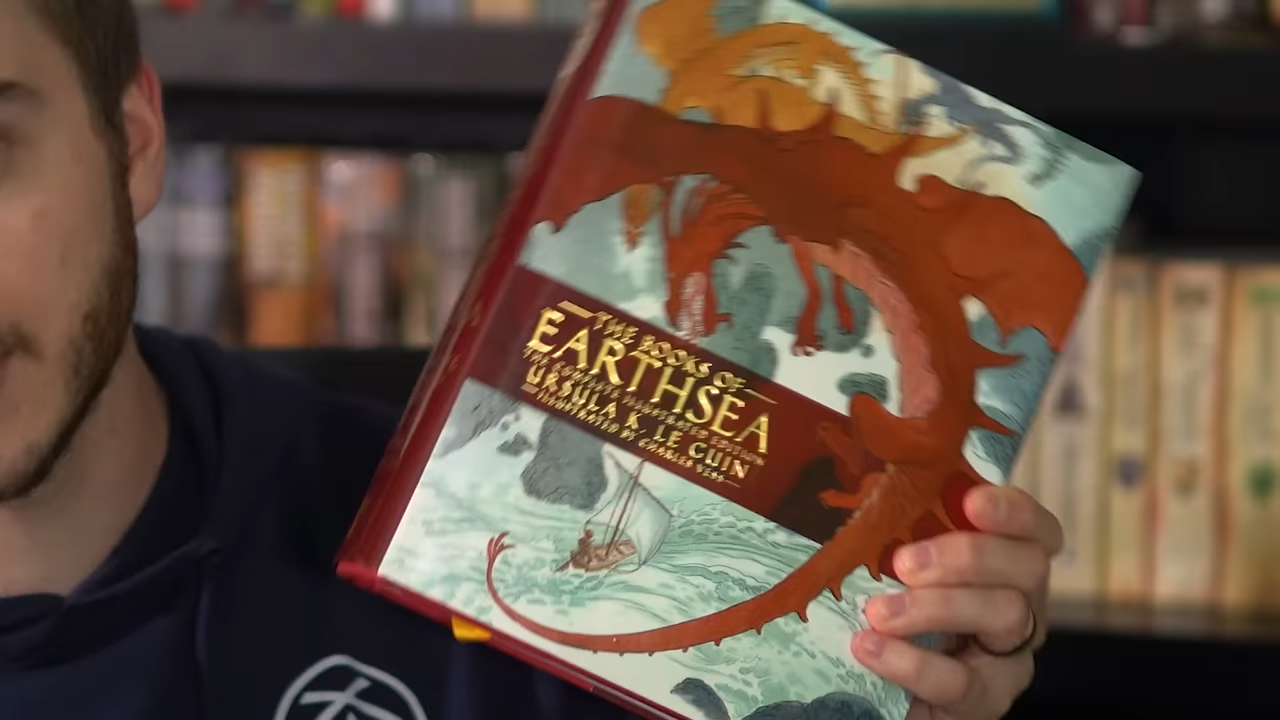 THE BOOKS OF
EARTHSEA
THE COMPLETE ILLUSTRATED EDITION
URSULA K. LE GUIN
ILLUSTRATED BY CHARLES VESS